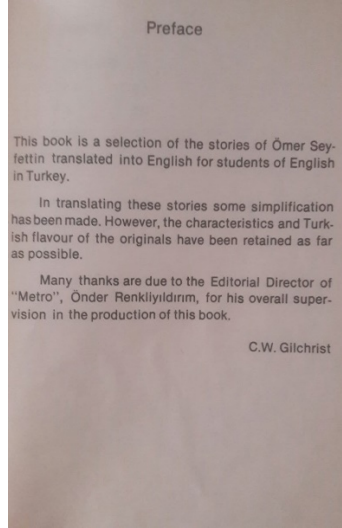 Preface
This book is a selection of the stories of Ömer Sey-
fettin translated into English for students of English
in Turkey.
In translating these stories some simplification
has been made. However, the characteristics and Turk-
ish flavour of the originals have been retained as far
as possible.
Many thanks are due to the Editorial Director of
"Metro", Önder Renkliyıldırım, for his overall super-
vision in the production of this book.
C.W. Gilchrist